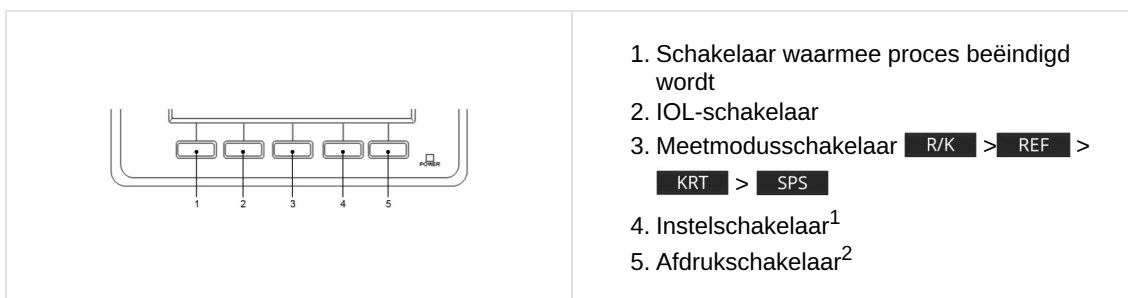 POWER
1 2 3 4 5
1. Schakelaar waarmee proces beëindigd
wordt
2. IOL-schakelaar
3. Meetmodusschakelaar R/K > REF >
KRT > SPS
4. Instelschakelaar1
5. Afdrukschakelaar2